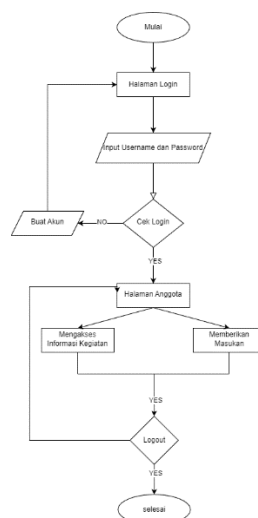 Mulai
Halaman Login
Input Username dan Password
Cek Login
NO
Buat Akun
YES
Halaman Anggota
Mengakses
Informasi Kegiatan
Memberikan
Masukan
YES
Logout
YES
selesai